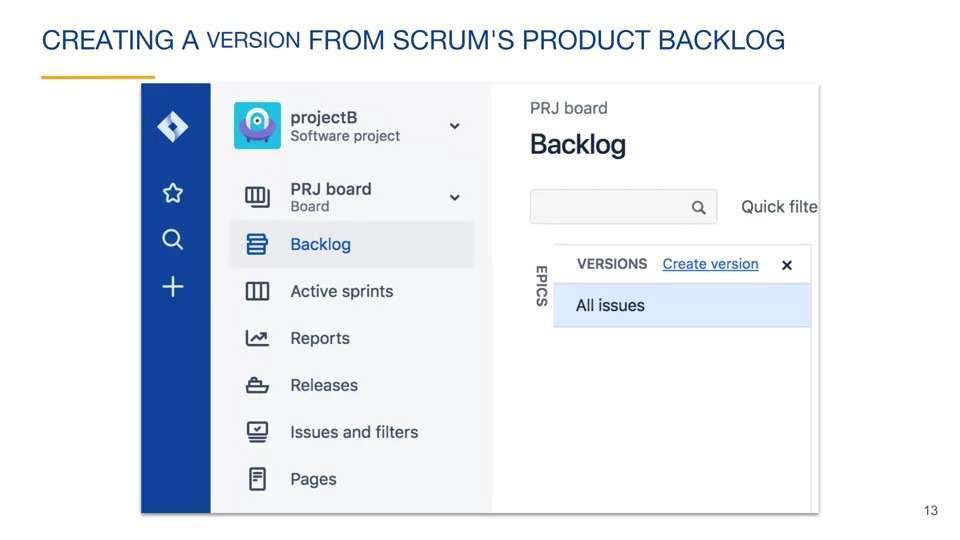 CREATING A VERSION FROM SCRUM'S PRODUCT BACKLOG
projectB
Software project
PRJ board
Board
Backlog
Active sprints
Reports
Releases
Issues and filters
Pages
PRJ board
Backlog
Quick filte
EPICS
VERSIONS Create version
All issues
13